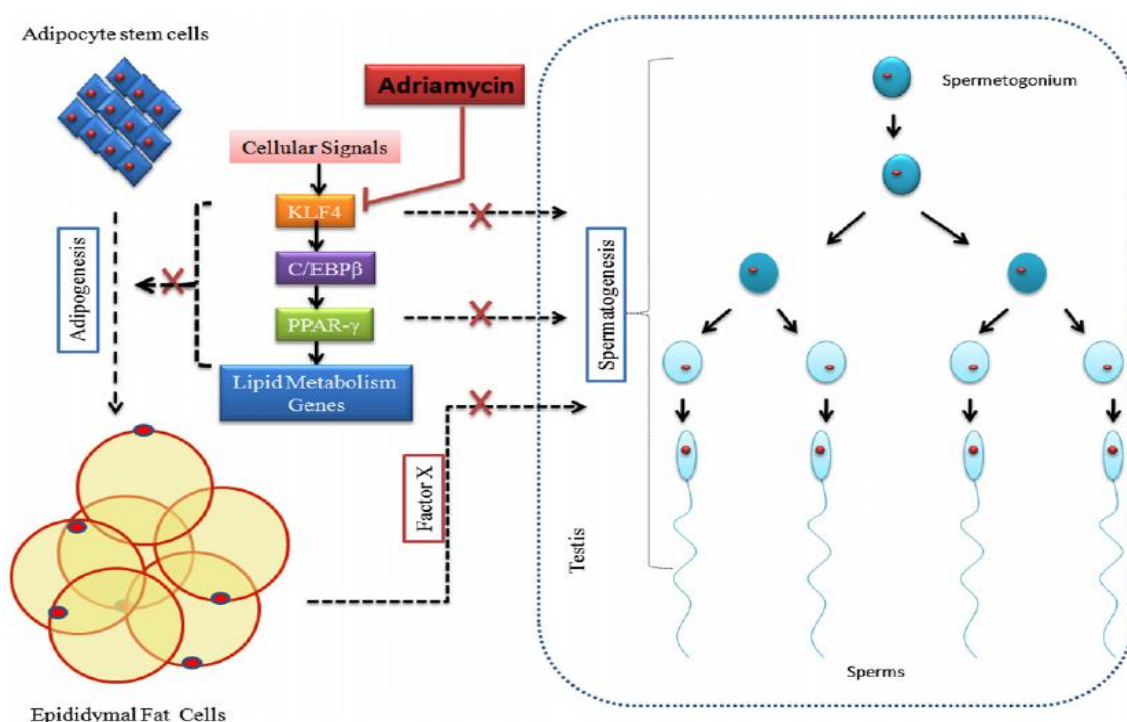 Adipocyte stem cells
Adriamycin
Cellular Signals
KLF4
C/EBPβ
PPAR-γ
Lipid Metabolism
Genes
Adipogenesis
Factor X
Epididymal Fat Cells
Spermatogenesis
Testis
Spermetogonium
Sperms